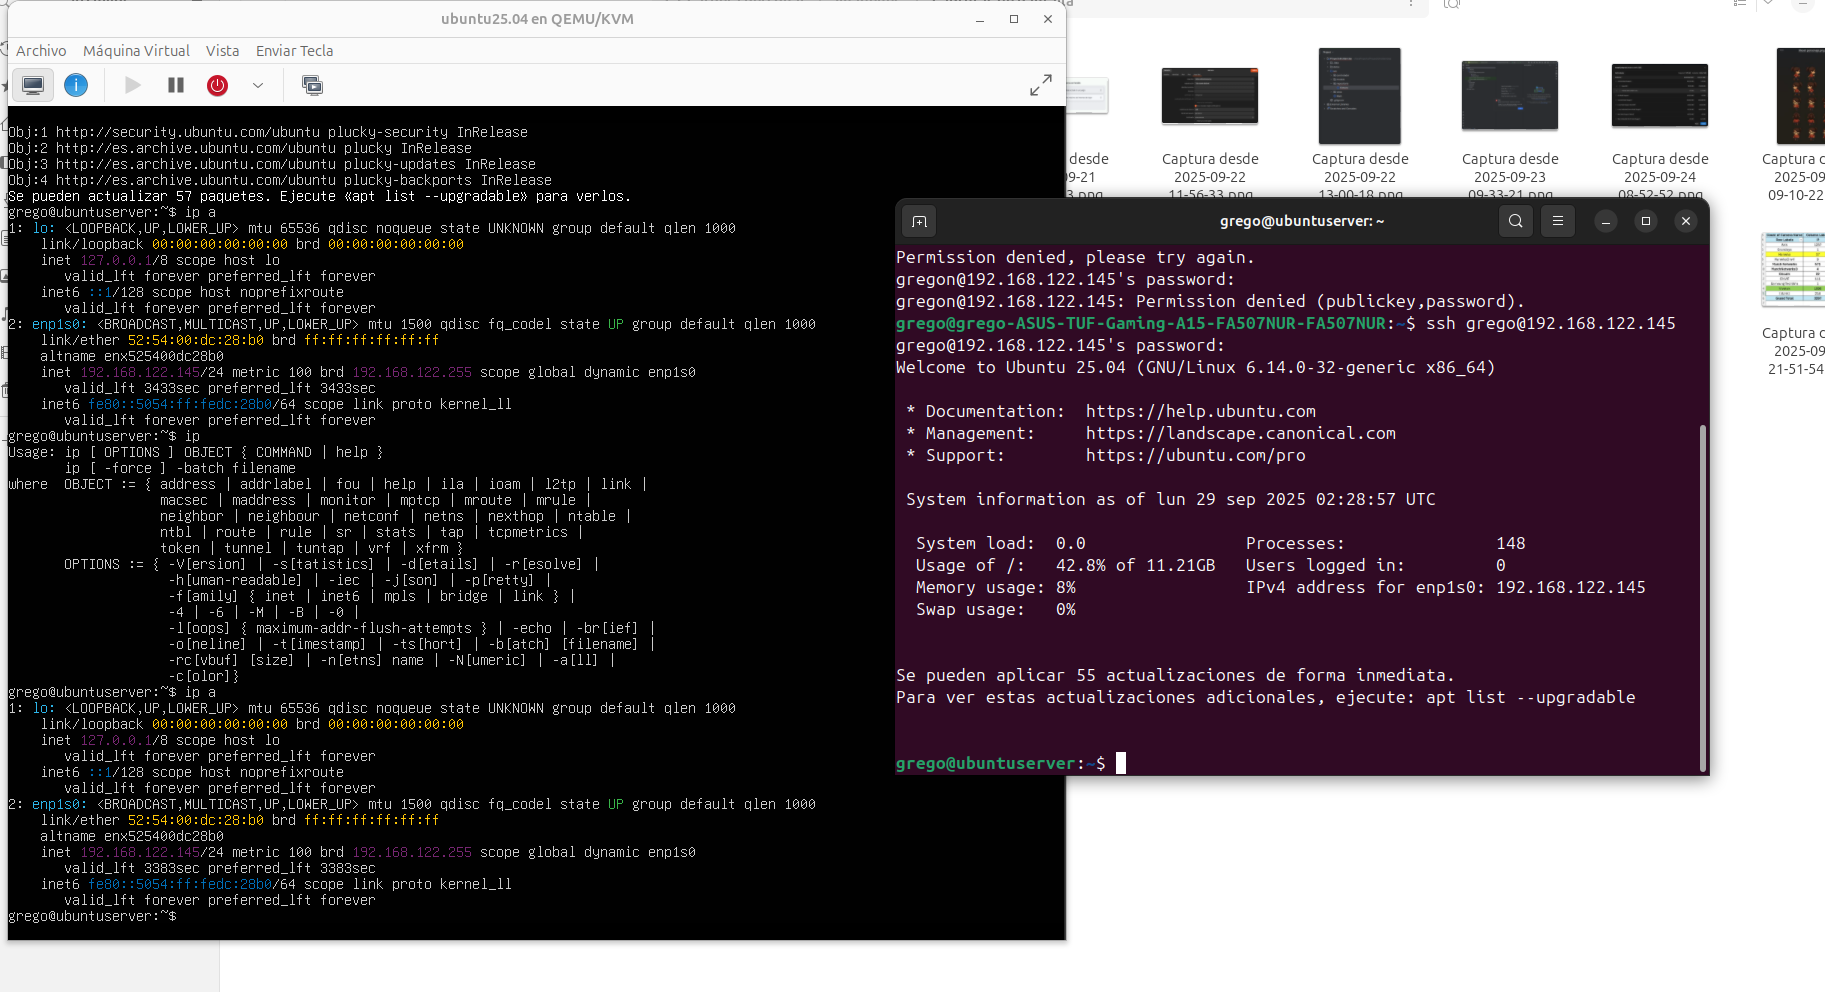 ubuntu25.04 en QEMU/KVM
Archivo Máquina Virtual Vista Enviar Tecla
Obj:1 http://security.ubuntu.com/ubuntu plucky-security InRelease
Obj:2 http://es.archive.ubuntu.com/ubuntu plucky InRelease
Obj:3 http://es.archive.ubuntu.com/ubuntu plucky-updates InRelease
Obj:4 http://es.archive.ubuntu.com/ubuntu plucky-backports InRelease
Se pueden actualizar 57 paquetes. Ejecute «apt list --upgradable» para verlos.
grego@ubuntuserver:~$ ip a
1: lo: <LOOPBACK,UP,LOWER_UP> mtu 65536 qdisc noqueue state UNKNOWN group default qlen 1000
link/loopback 00:00:00:00:00:00 brd 00:00:00:00:00:00
inet 127.0.0.1/8 scope host lo
valid_lft forever preferred_lft forever
inet6 ::1/128 scope host noprefixroute
valid_lft forever preferred_lft forever
2: enp1s0: <BROADCAST,MULTICAST,UP,LOWER_UP> mtu 1500 qdisc fq_codel state UP group default qlen 1000
link/ether 52:54:00:dc:28:b0 brd ff:ff:ff:ff:ff:ff
altname enx525400dc28b0
inet 192.168.122.145/24 metric 100 brd 192.168.122.255 scope global dynamic enp1s0
valid_lft 3433sec preferred_lft 3433sec
inet6 fe80::5054:ff:fedc:28b0/64 scope link proto kernel_ll
valid_lft forever preferred_lft forever
grego@ubuntuserver:~$ ip
Usage: ip [ OPTIONS ] OBJECT { COMMAND | help }
ip [ -force ] -batch filename
where OBJECT := { address | addrlabel | fou | help | ila | ioam | l2tp | link |
macsec | maddress | monitor | mptcp | mroute | mrule |
neighbor | neighbour | netconf | netns | nexthop | ntable |
ntbl | route | rule | sr | stats | tap | tcpmetrics |
token | tunnel | tuntap | vrf | xfrm }
OPTIONS := { -V[ersion] | -s[tatistics] | -d[etails] | -r[esolve] |
-h[uman-readable] | -iec | -j[son] | -p[retty] |
-f[amily] { inet | inet6 | mpls | bridge | link } |
-4 | -6 | -M | -B | -0 |
-l[oops] { maximum-addr-flush-attempts } | -echo | -br[ief] |
-o[neline] | -t[imestamp] | -ts[hort] | -b[atch] [filename] |
-rc[vbuf] [size] | -n[etns] name | -N[umeric] | -a[ll] |
-c[olor]}
grego@ubuntuserver:~$ ip a
1: lo: <LOOPBACK,UP,LOWER_UP> mtu 65536 qdisc noqueue state UNKNOWN group default qlen 1000
link/loopback 00:00:00:00:00:00 brd 00:00:00:00:00:00
inet 127.0.0.1/8 scope host lo
valid_lft forever preferred_lft forever
inet6 ::1/128 scope host noprefixroute
valid_lft forever preferred_lft forever
2: enp1s0: <BROADCAST,MULTICAST,UP,LOWER_UP> mtu 1500 qdisc fq_codel state UP group default qlen 1000
link/ether 52:54:00:dc:28:b0 brd ff:ff:ff:ff:ff:ff
altname enx525400dc28b0
inet 192.168.122.145/24 metric 100 brd 192.168.122.255 scope global dynamic enp1s0
valid_lft 3383sec preferred_lft 3383sec
inet6 fe80::5054:ff:fedc:28b0/64 scope link proto kernel_ll
valid_lft forever preferred_lft forever
grego@ubuntuserver:~$
desde
09-21
3.png
Captura desde
2025-09-22
11-56-33.png
Captura desde
2025-09-22
13-00-18.png
Captura desde
2025-09-23
09-33-21.png
Captura desde
2025-09-24
08-52-52.png
Captura
2025-09
09-10-22
Captura
2025-09
21-51-54
grego@ubuntuserver: ~
Permission denied, please try again.
gregon@192.168.122.145's password:
gregon@192.168.122.145: Permission denied (publickey,password).
grego@grego-ASUS-TUF-Gaming-A15-FA507NUR-FA507NUR:~$ ssh grego@192.168.122.145
grego@192.168.122.145's password:
Welcome to Ubuntu 25.04 (GNU/Linux 6.14.0-32-generic x86_64)
* Documentation: https://help.ubuntu.com
* Management: https://landscape.canonical.com
* Support: https://ubuntu.com/pro
System information as of lun 29 sep 2025 02:28:57 UTC
System load: 0.0 Processes: 148
Usage of /: 42.8% of 11.21GB Users logged in: 0
Memory usage: 8% IPv4 address for enp1s0: 192.168.122.145
Swap usage: 0%
Se pueden aplicar 55 actualizaciones de forma inmediata.
Para ver estas actualizaciones adicionales, ejecute: apt list --upgradable
grego@ubuntuserver:~$